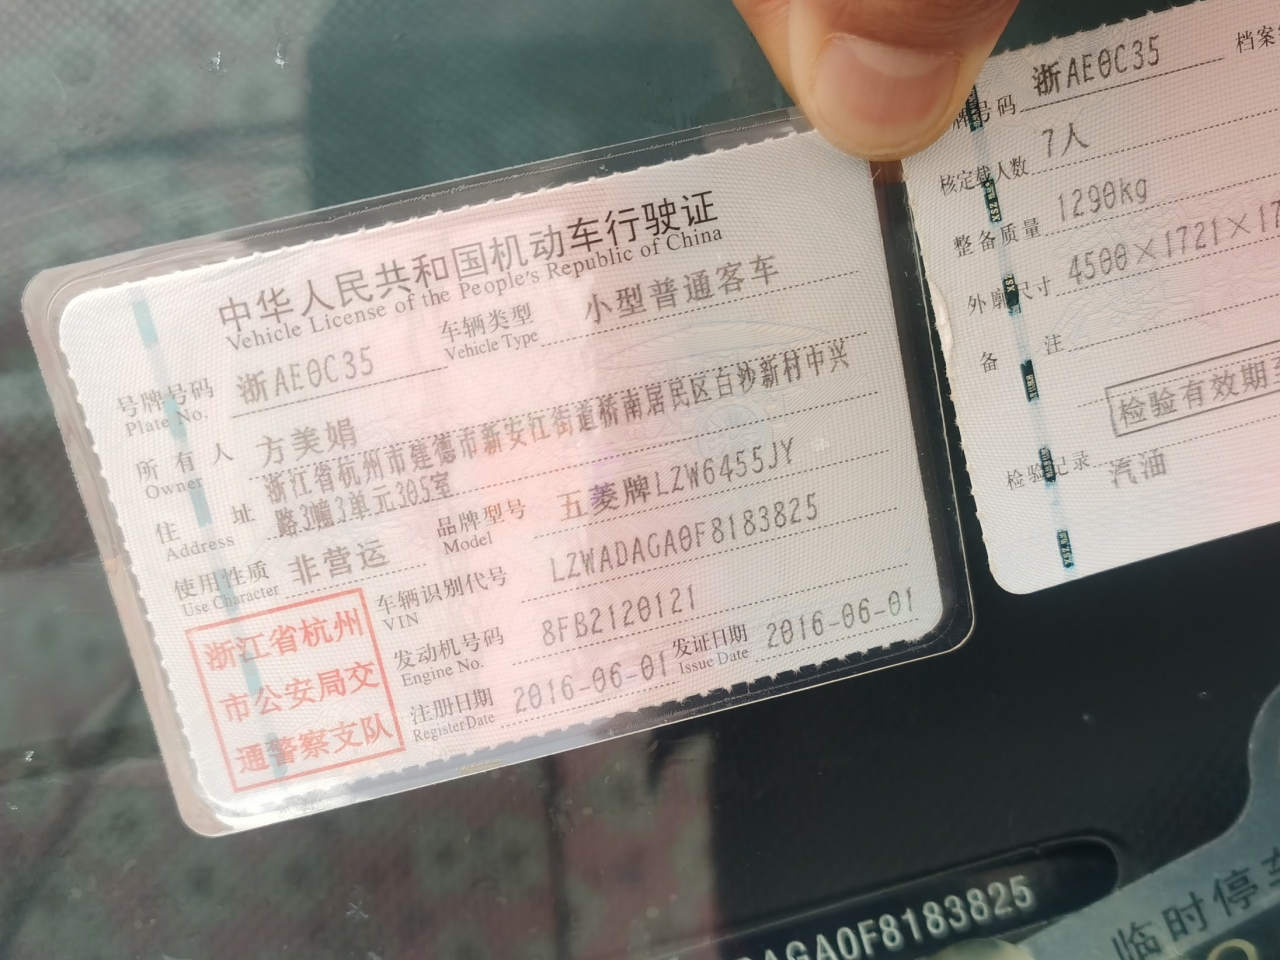 中华人民共和国机动车行驶证
Vehicle License of the People's Republic of China
号牌号码 浙AE0C35 车辆类型 小型普通客车
Plate No. Vehicle Type
所有人 方美娟
Owner
住址 浙江省杭州市建德市新安江街道桥南居民区白沙新村中兴
Address 路3幢3单元305室
使用性质 非营运 品牌型号 五菱牌LZW6455JY
Use Character Model
车辆识别代号 LZWADAGA0F8183825
VIN
发动机号码 8FB2120121
Engine No.
注册日期 2016-06-01 发证日期 2016-06-01
Register Date Issue Date
浙江省杭州
市公安局交
通警察支队
牌号码 浙AE0C35 档案
核定载人数 7人
整备质量 1290kg
外廓尺寸 4500×1721×17
备注
检验有效期
检验记录 汽油
AGA0F8183825
临时停车